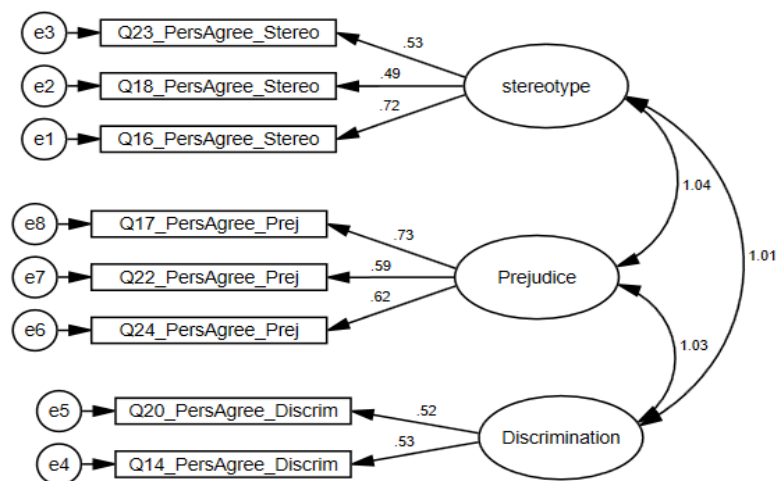 e3
Q23_PersAgree_Stereo
.53
e2
Q18_PersAgree_Stereo
.49
stereotype
e1
Q16_PersAgree_Stereo
.72
1.04
e8
Q17_PersAgree_Prej
.73
e7
Q22_PersAgree_Prej
.59
Prejudice
1.01
e6
Q24_PersAgree_Prej
.62
1.03
e5
Q20_PersAgree_Discrim
.52
Discrimination
e4
Q14_PersAgree_Discrim
.53